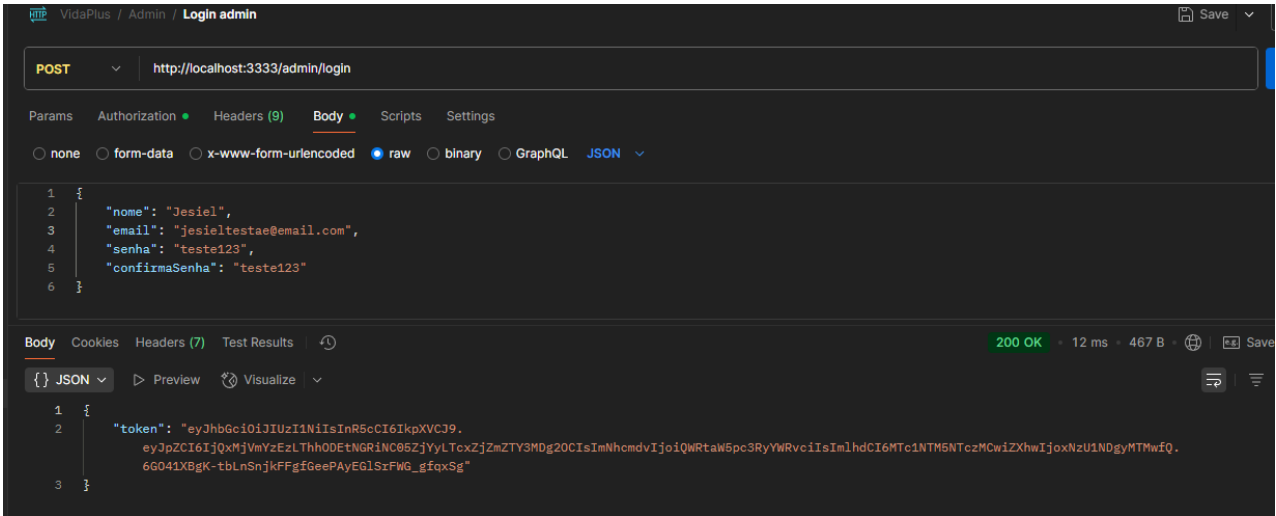 HTTP VidaPlus / Admin / Login admin Save
POST http://localhost:3333/admin/login
Params Authorization Headers (9) Body Scripts Settings
none form-data x-www-form-urlencoded raw binary GraphQL JSON
1 {
2 "nome": "Jesiel",
3 "email": "jesieltestae@email.com",
4 "senha": "teste123",
5 "confirmaSenha": "teste123"
6 }
Body Cookies Headers (7) Test Results 200 OK 12 ms 467 B e.g. Save
{} JSON Preview Visualize
1 {
2 "token": "eyJhbGciOiJIUzI1NiIsInR5cCI6IkpXVCJ9.
eyJpZCI6IjQxMjVmYzEzLThhODEtNGRiNC05ZjYyLTcxZjZmZTY3MDg2OCIsImNhcmdvIjoiQWRtaW5pc3RyYWRvciIsImlhdCI6MTc1NTM5NTczMCwiZXhwIjoxNzU1NDgyMTMwfQ.
6GO41XBgK-tbLnSnjkFFgfGeePAyEGlSrFWG_gfqxSg"
3 }